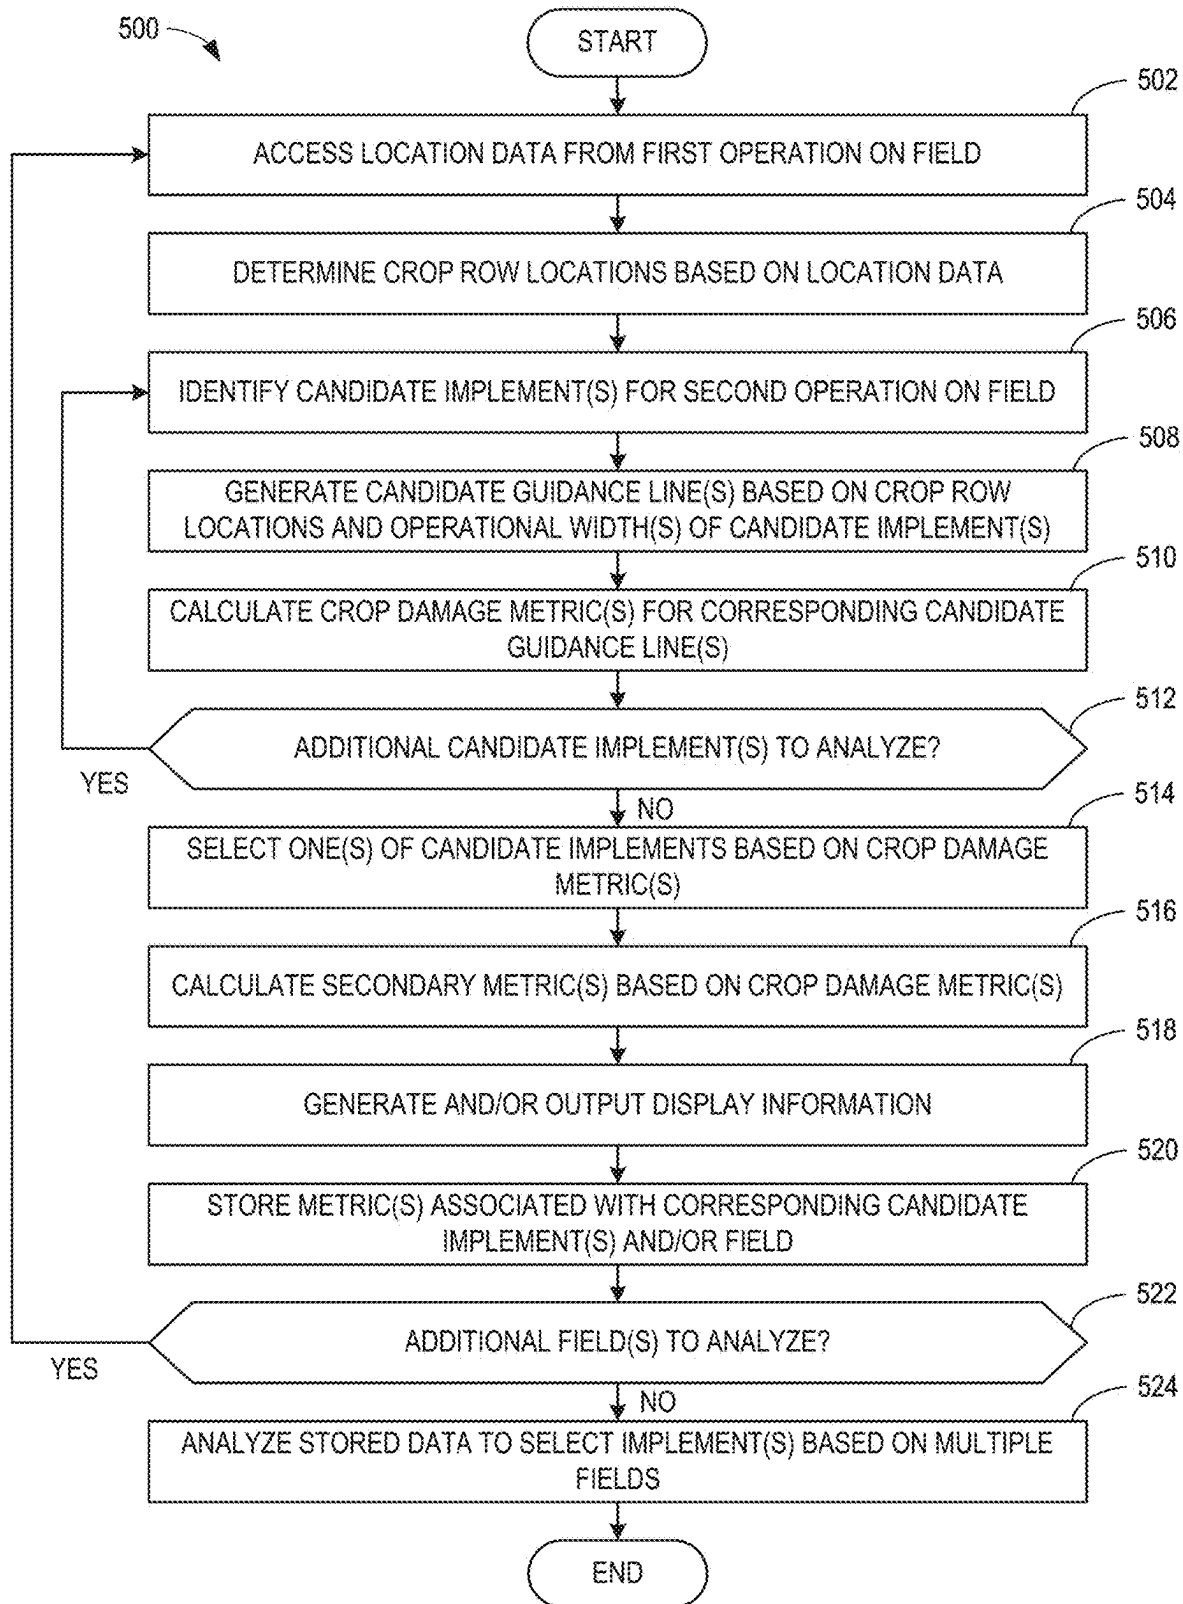 500
START
502
ACCESS LOCATION DATA FROM FIRST OPERATION ON FIELD
504
DETERMINE CROP ROW LOCATIONS BASED ON LOCATION DATA
506
IDENTIFY CANDIDATE IMPLEMENT(S) FOR SECOND OPERATION ON FIELD
508
GENERATE CANDIDATE GUIDANCE LINE(S) BASED ON CROP ROW
LOCATIONS AND OPERATIONAL WIDTH(S) OF CANDIDATE IMPLEMENT(S)
510
CALCULATE CROP DAMAGE METRIC(S) FOR CORRESPONDING CANDIDATE
GUIDANCE LINE(S)
512
ADDITIONAL CANDIDATE IMPLEMENT(S) TO ANALYZE?
YES
NO
514
SELECT ONE(S) OF CANDIDATE IMPLEMENTS BASED ON CROP DAMAGE
METRIC(S)
516
CALCULATE SECONDARY METRIC(S) BASED ON CROP DAMAGE METRIC(S)
518
GENERATE AND/OR OUTPUT DISPLAY INFORMATION
520
STORE METRIC(S) ASSOCIATED WITH CORRESPONDING CANDIDATE
IMPLEMENT(S) AND/OR FIELD
522
ADDITIONAL FIELD(S) TO ANALYZE?
YES
NO
524
ANALYZE STORED DATA TO SELECT IMPLEMENT(S) BASED ON MULTIPLE
FIELDS
END